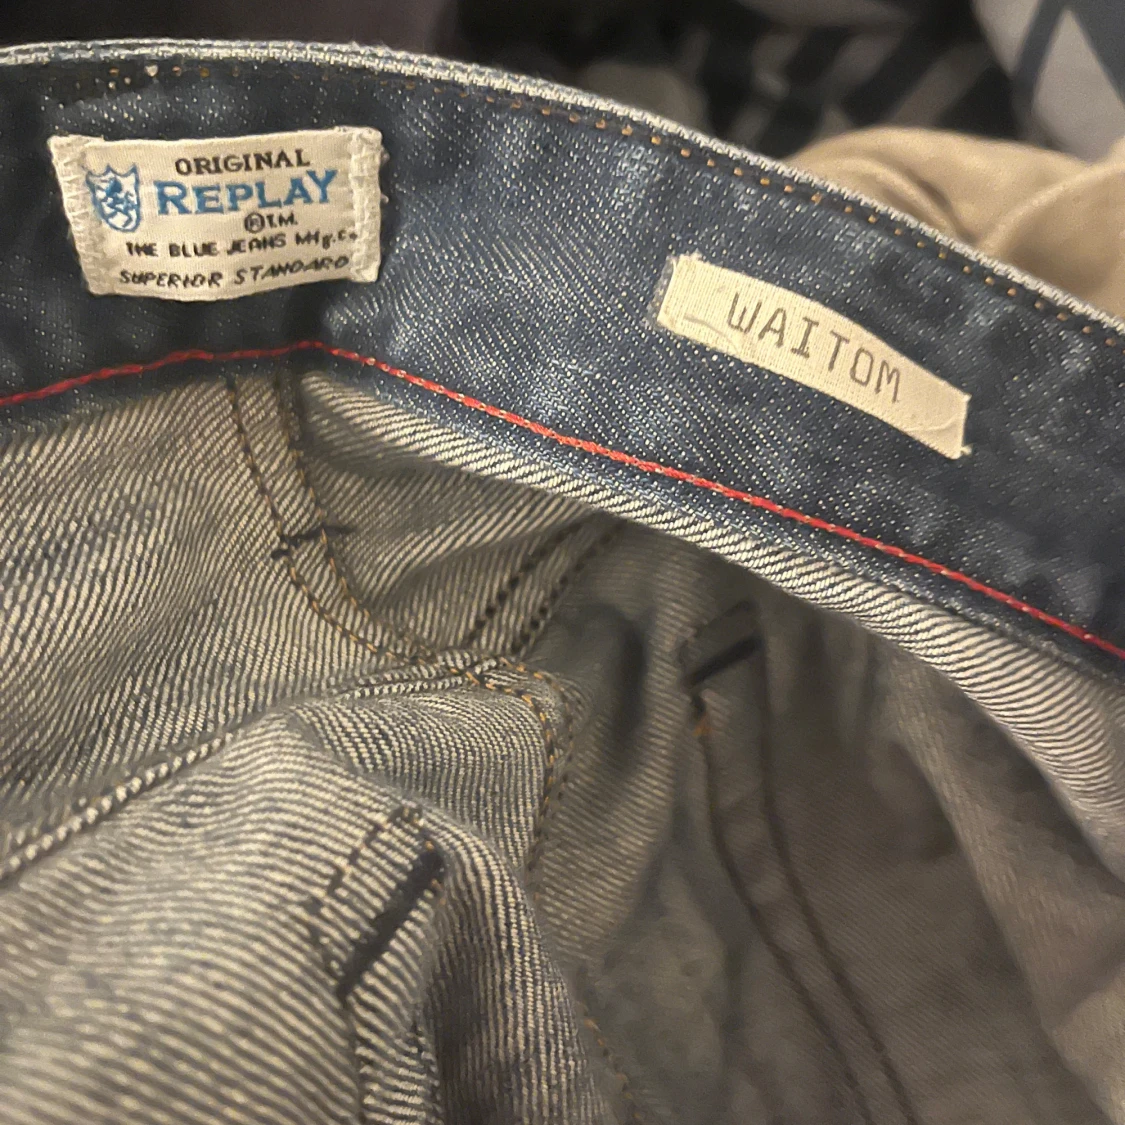 ORIGINAL
REPLAY
® T.M.
THE BLUE JEANS Mfg.Co.
SUPERIOR STANDARD
WAITOM